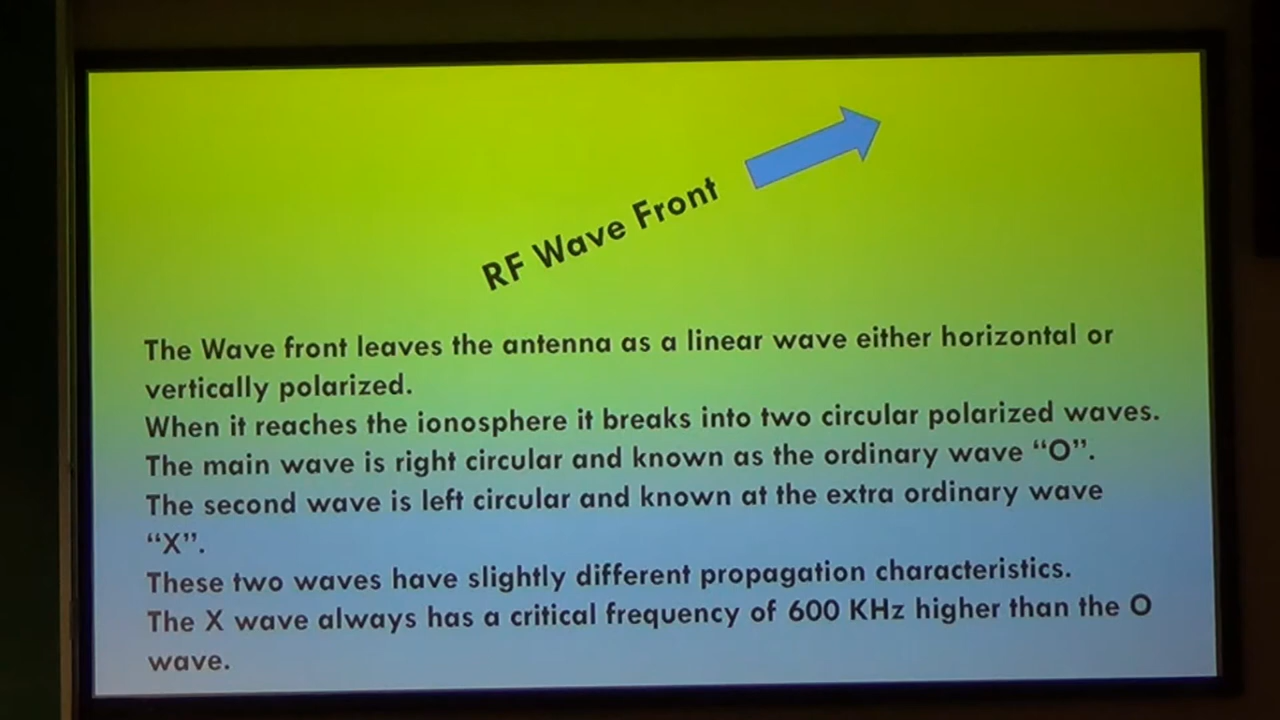 RF Wave Front
The Wave front leaves the antenna as a linear wave either horizontal or
vertically polarized.
When it reaches the ionosphere it breaks into two circular polarized waves.
The main wave is right circular and known as the ordinary wave “O”.
The second wave is left circular and known at the extra ordinary wave
“X”.
These two waves have slightly different propagation characteristics.
The X wave always has a critical frequency of 600 KHz higher than the O
wave.